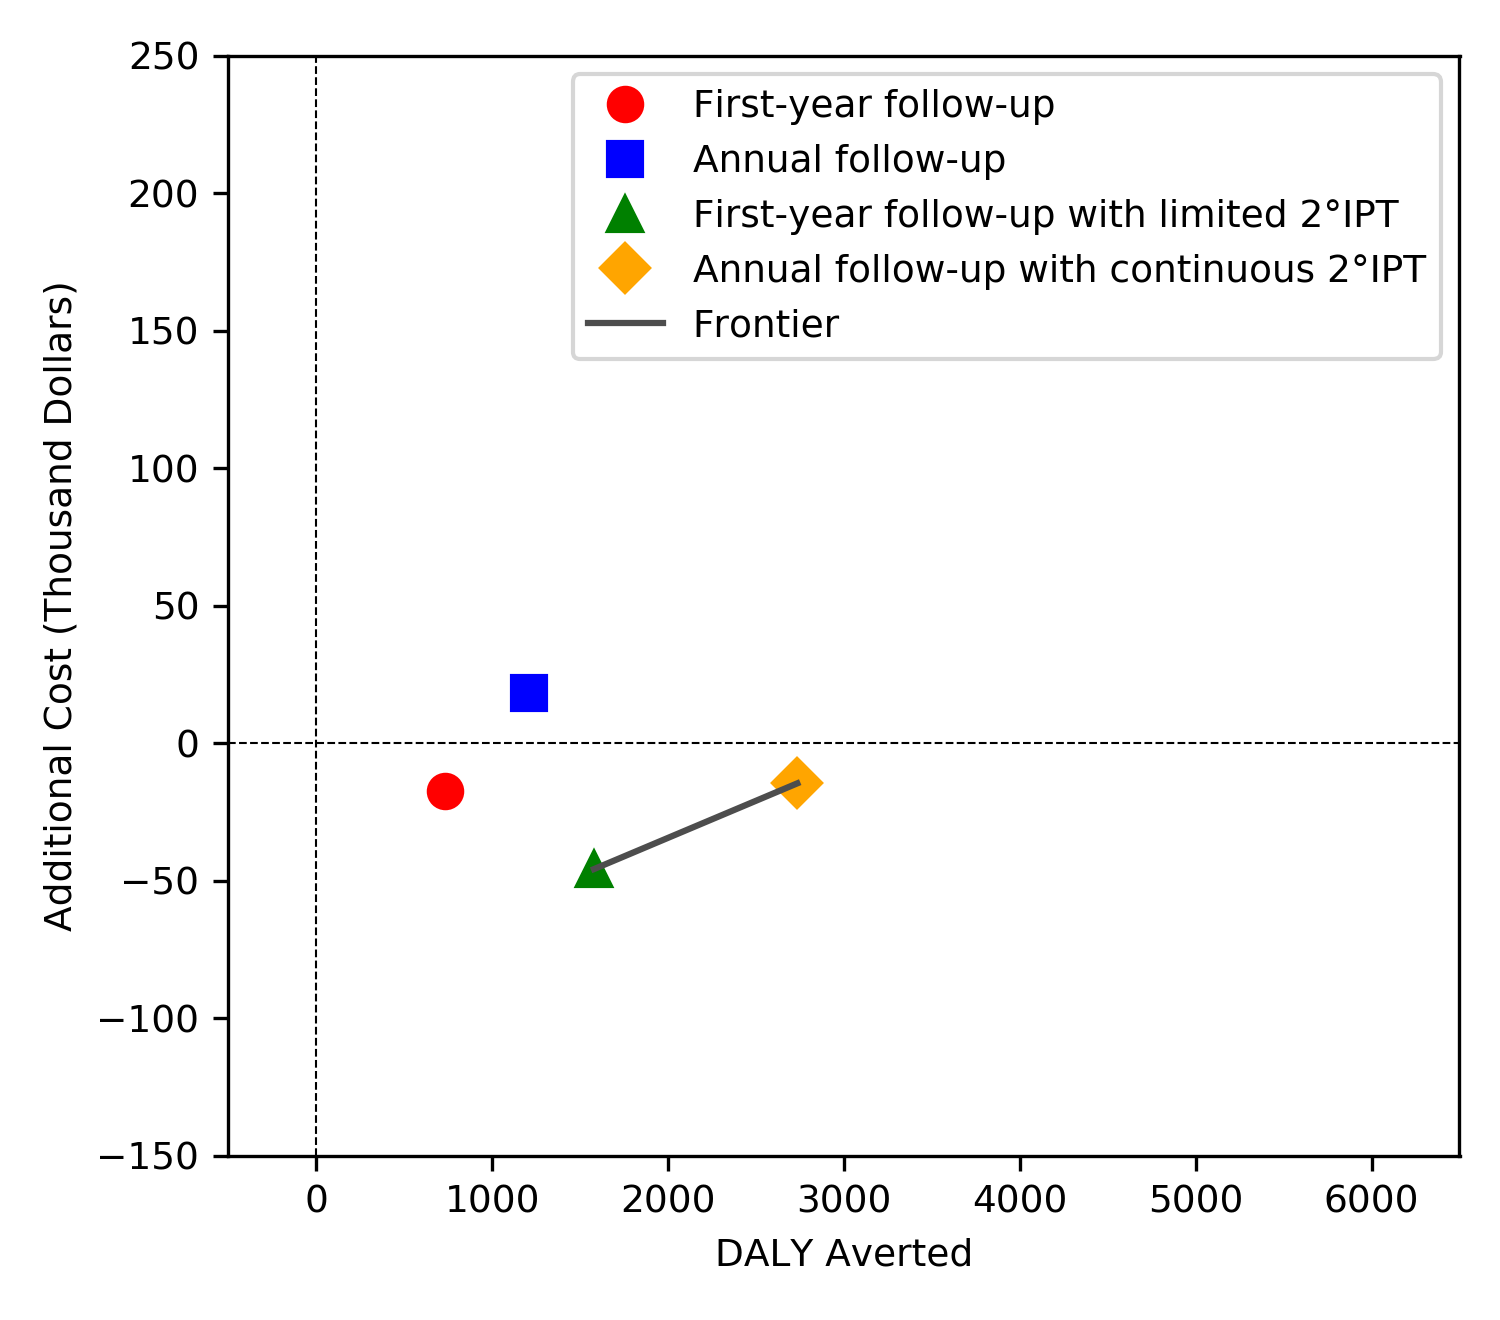 250
200
150
100
50
0
−50
−100
−150
Additional Cost (Thousand Dollars)
First-year follow-up
Annual follow-up
First-year follow-up with limited 2°IPT
Annual follow-up with continuous 2°IPT
Frontier
0 1000 2000 3000 4000 5000 6000
DALY Averted